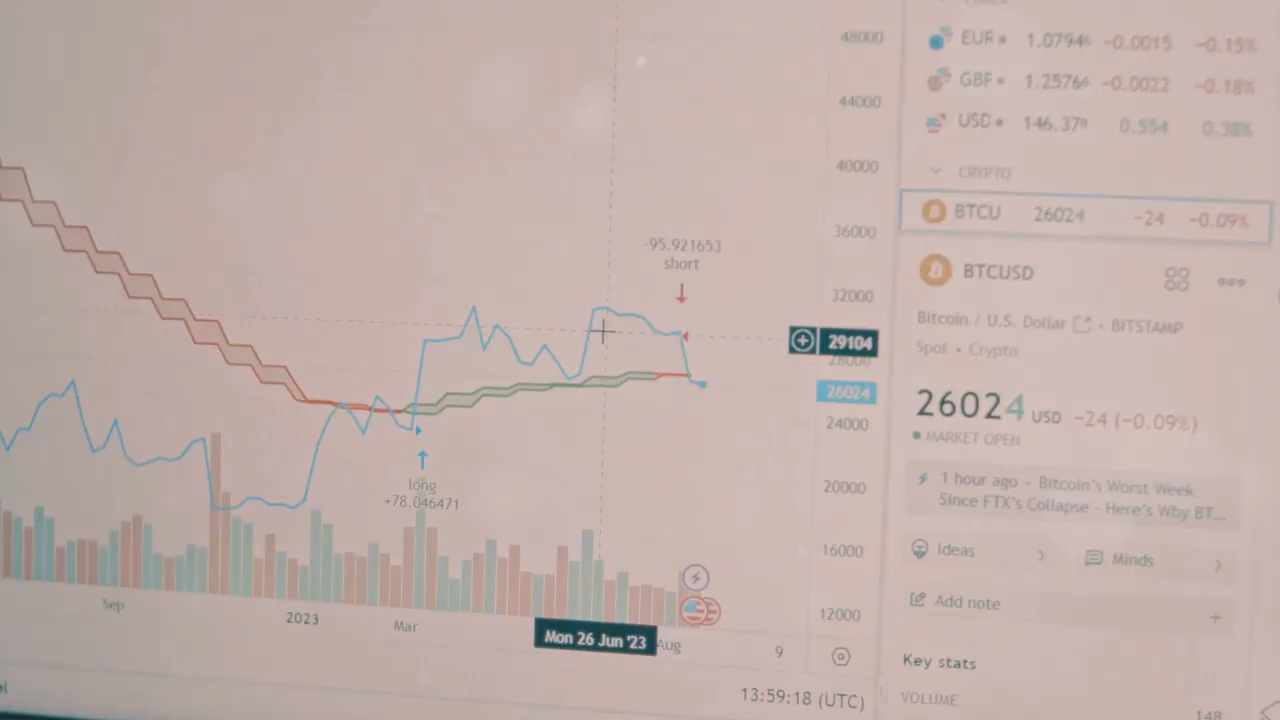 48000
44000
40000
36000
32000
28000
24000
20000
16000
12000
29104
26024
-95.921653
short
long
+78.046471
Sep
2023
Mar
Mon 26 Jun '23
Aug
9
13:59:18 (UTC)
EUR 1.0794 -0.0015 -0.15%
GBP 1.2576 -0.0022 -0.18%
USD 146.37 0.554 0.38%
CRYPTO
BTCU 26024 -24 -0.09%
BTCUSD
Bitcoin / U.S. Dollar • BITSTAMP
Spot • Crypto
26024 USD -24 (-0.09%)
MARKET OPEN
1 hour ago - Bitcoin's Worst Week
Since FTX's Collapse - Here's Why BT...
Ideas
Minds
Add note
Key stats
VOLUME
148